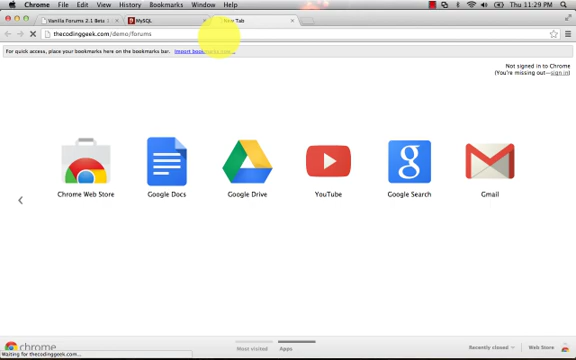 Chrome File Edit View History Bookmarks Window Help Thu 11:29 PM
Vanilla Forums 2.1 Beta MySQL New Tab
thecodinggeek.com/demo/forums
For quick access, place your bookmarks here on the bookmarks bar. Import bookmarks now...
Not signed in to Chrome
(You're missing out—sign in)
Chrome Web Store Google Docs Google Drive YouTube Google Search Gmail
chrome Most visited Apps Recently closed Web Store
Waiting for thecodinggeek.com...